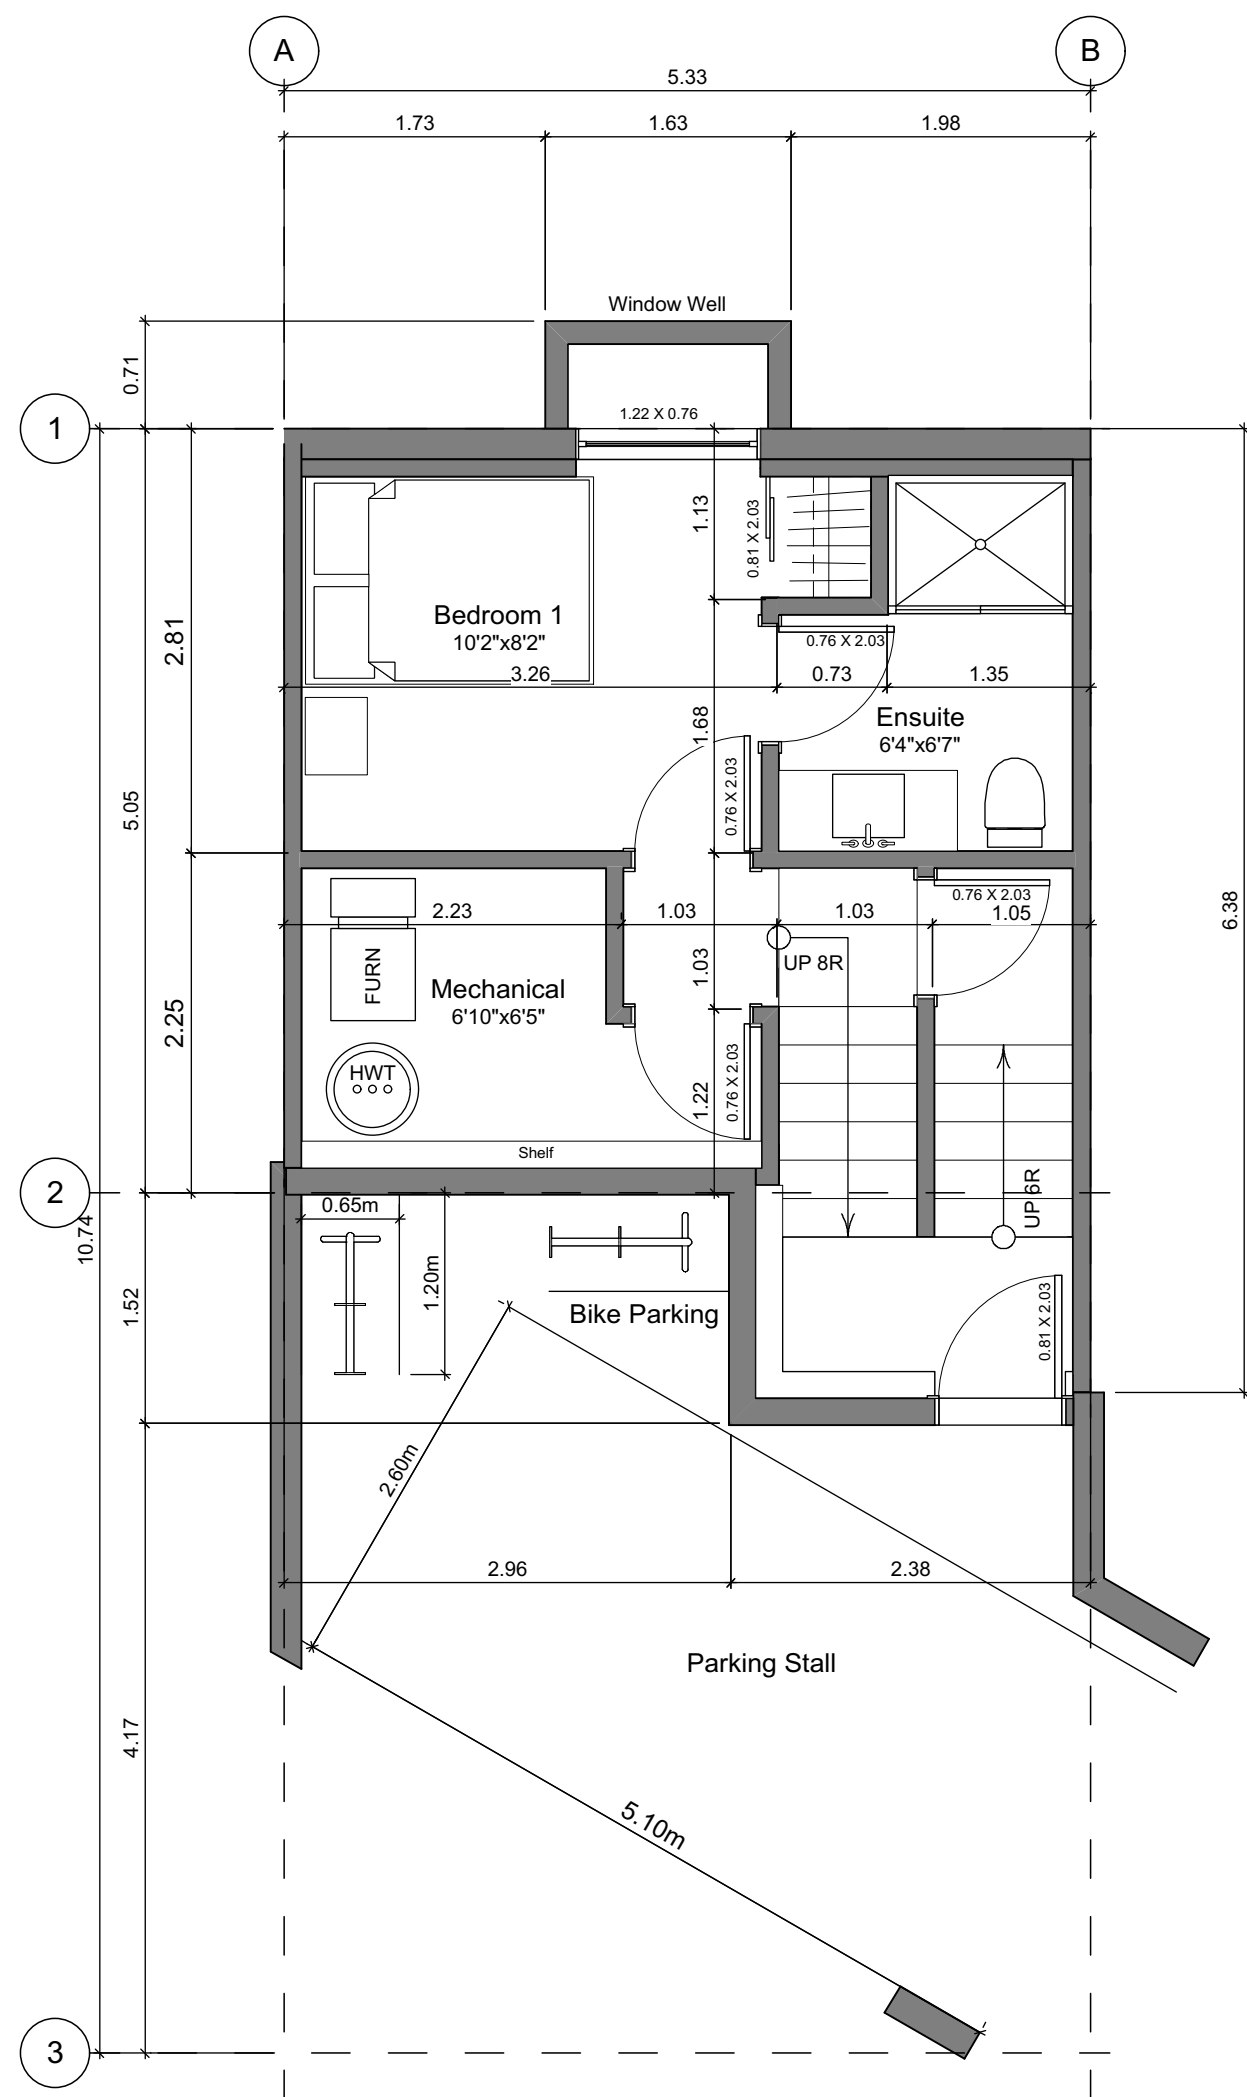 A
B
5.33
1.73
1.63
1.98
Window Well
0.71
1
1.22 X 0.76
1.13
0.81 X 2.03
Bedroom 1
10'2"x8'2"
0.76 X 2.03
2.81
3.26
0.73
1.35
1.68
Ensuite
6'4"x6'7"
0.76 X 2.03
5.05
0.76 X 2.03
2.23
1.03
1.03
1.05
6.38
UP 8R
FURN
1.03
Mechanical
6'10"x6'5"
2.25
HWT
0.76 X 2.03
1.22
Shelf
2
0.65m
UP 6R
10.74
1.20m
1.52
Bike Parking
0.81 X 2.03
2.60m
2.96
2.38
Parking Stall
4.17
5.10m
3